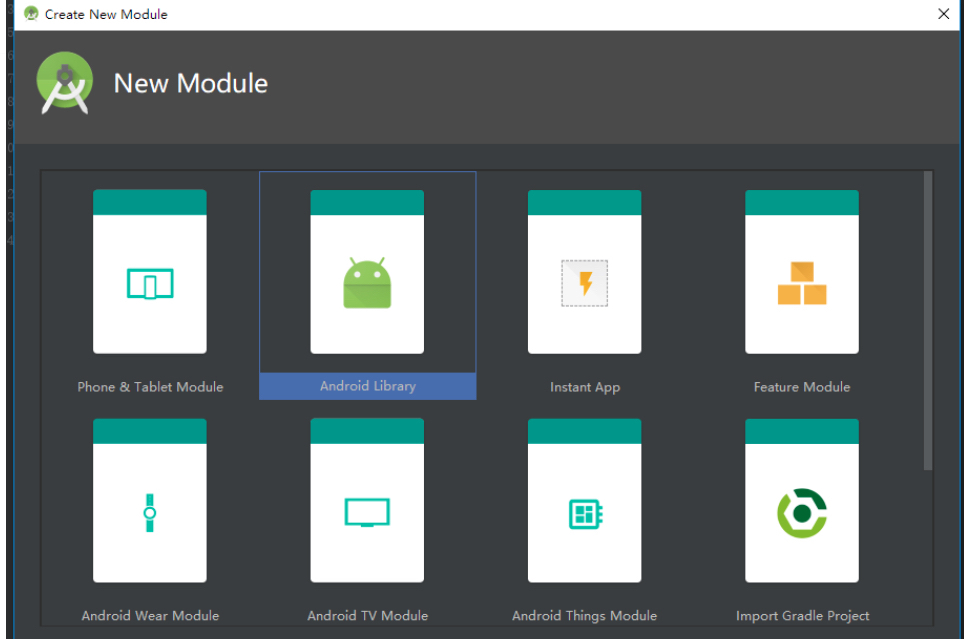 Create New Module
New Module
Phone & Tablet Module
Android Library
Instant App
Feature Module
Android Wear Module
Android TV Module
Android Things Module
Import Gradle Project